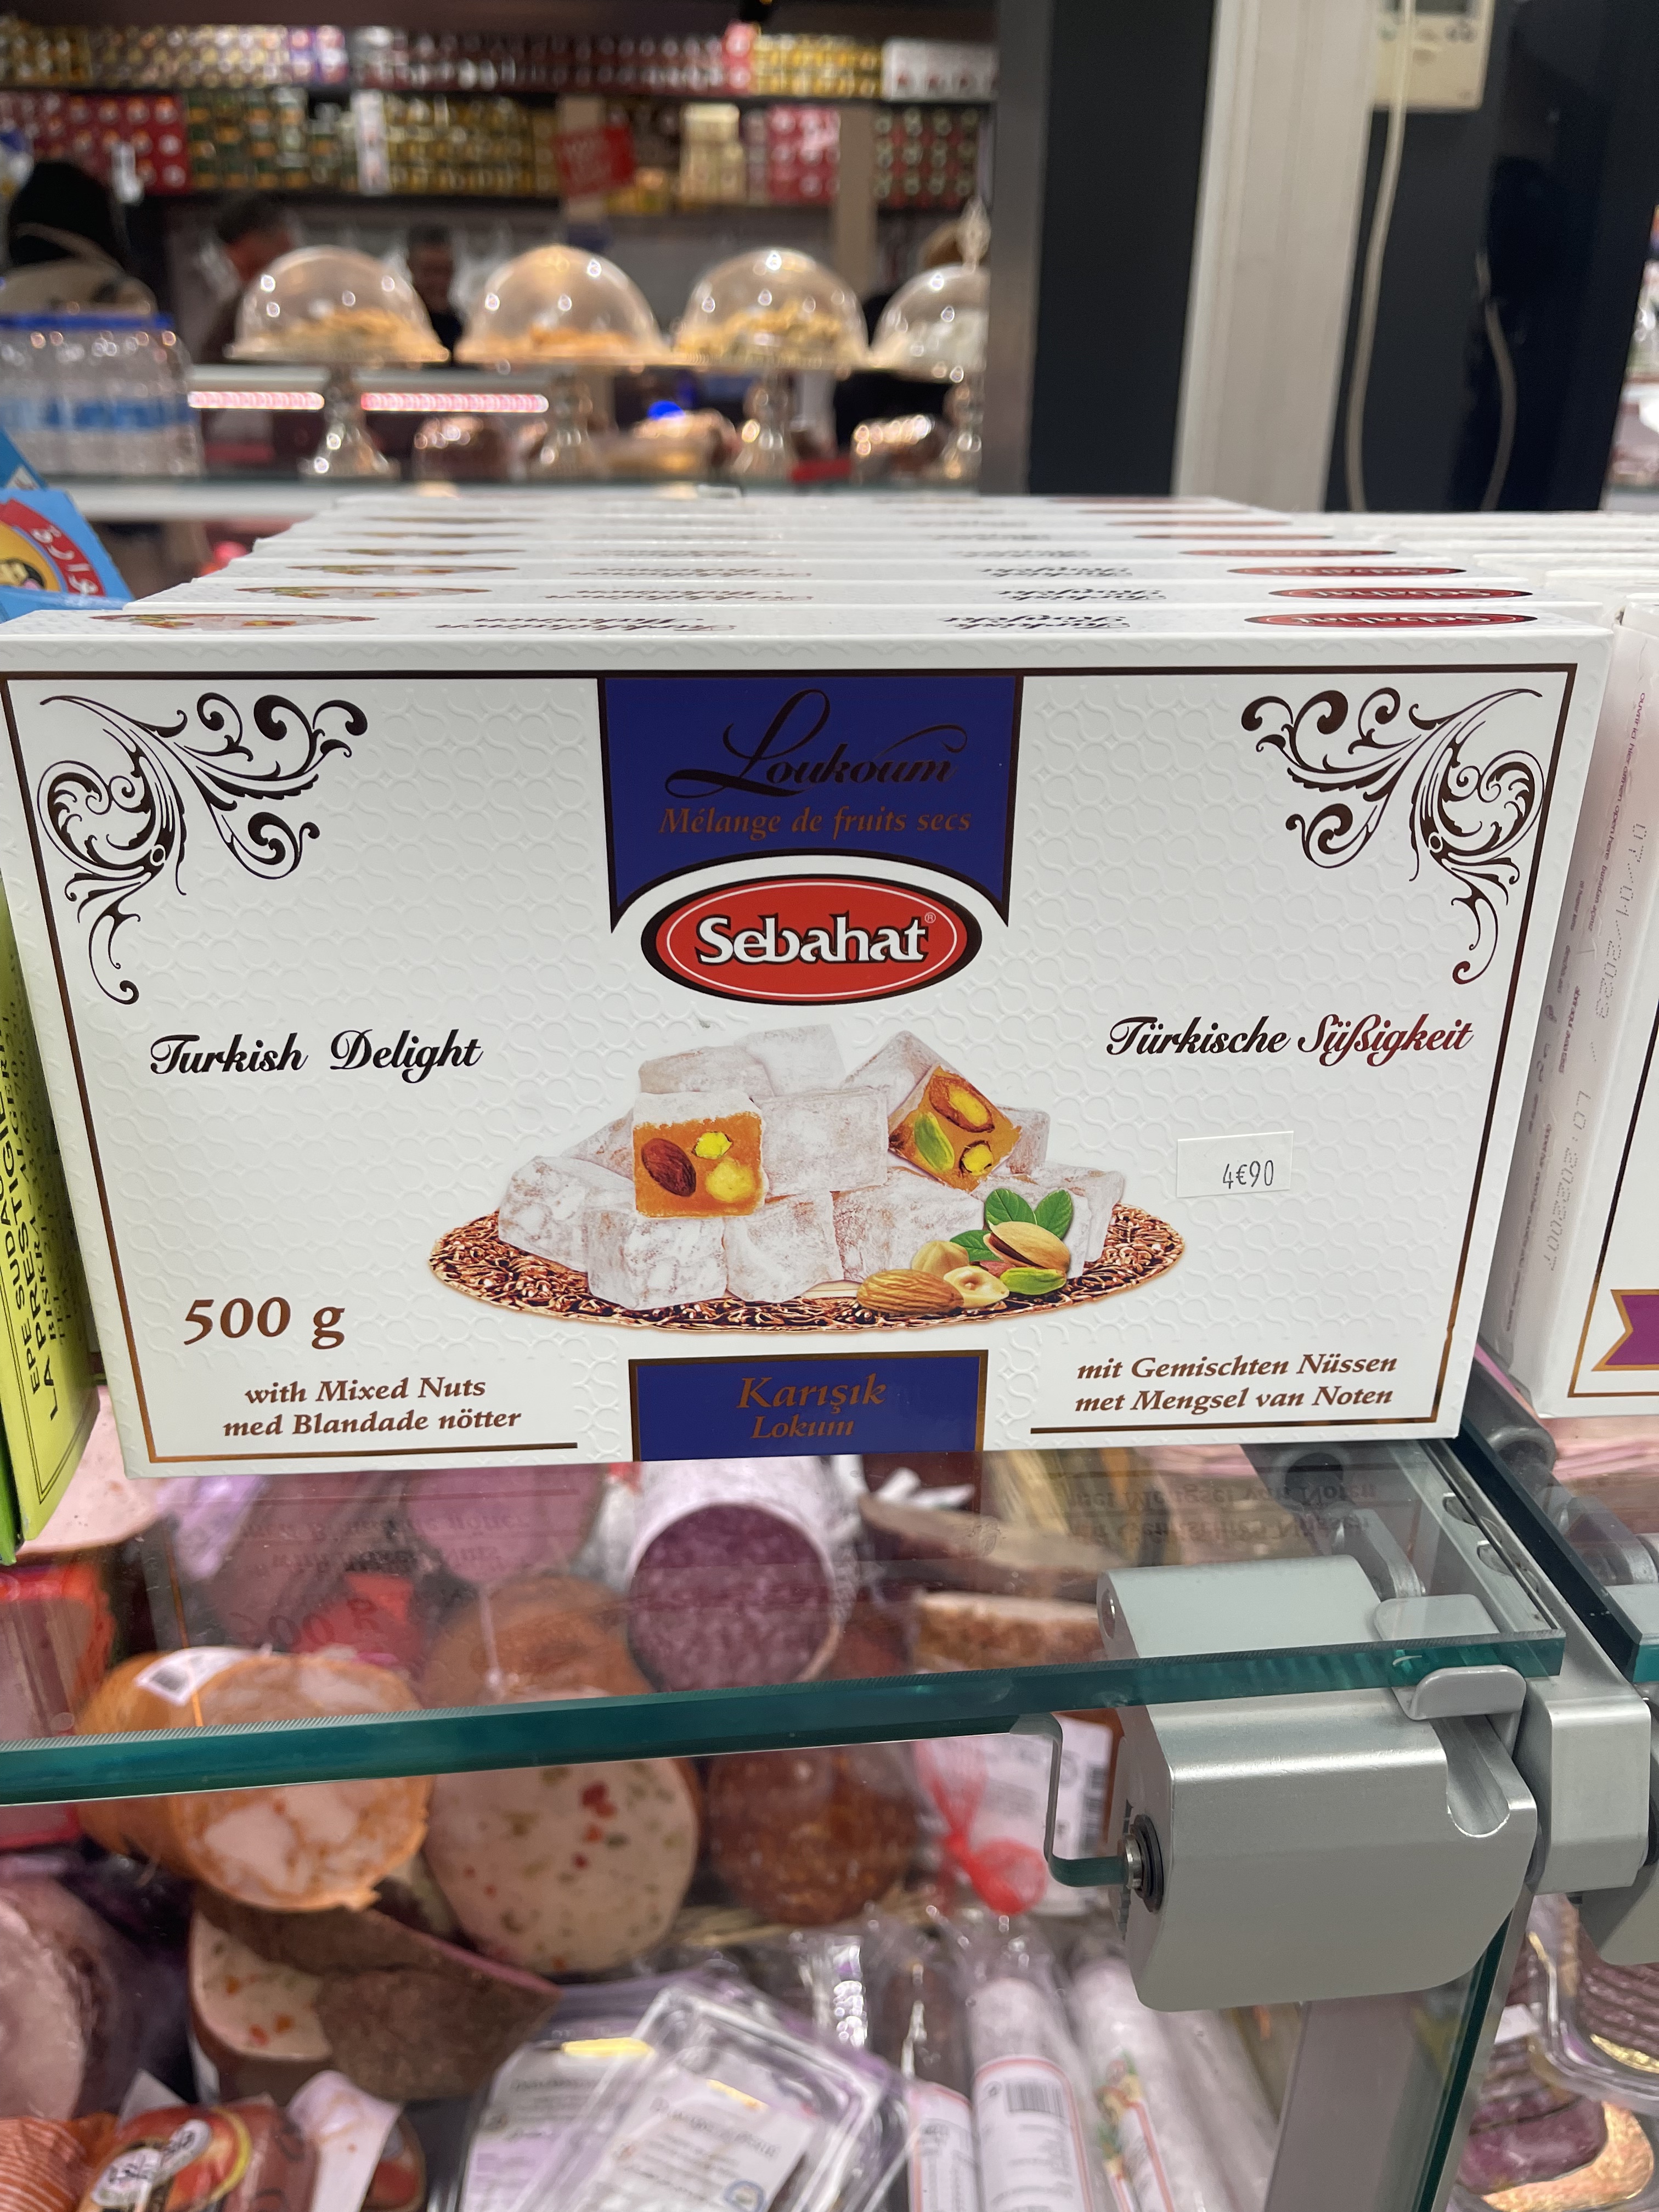 Loukoum
Mélange de fruits secs
Sebahat®
Turkish Delight
Türkische Süßigkeit
4€90
500 g
with Mixed Nuts
med Blandade nötter
Karışık
Lokum
mit Gemischten Nüssen
met Mengsel van Noten